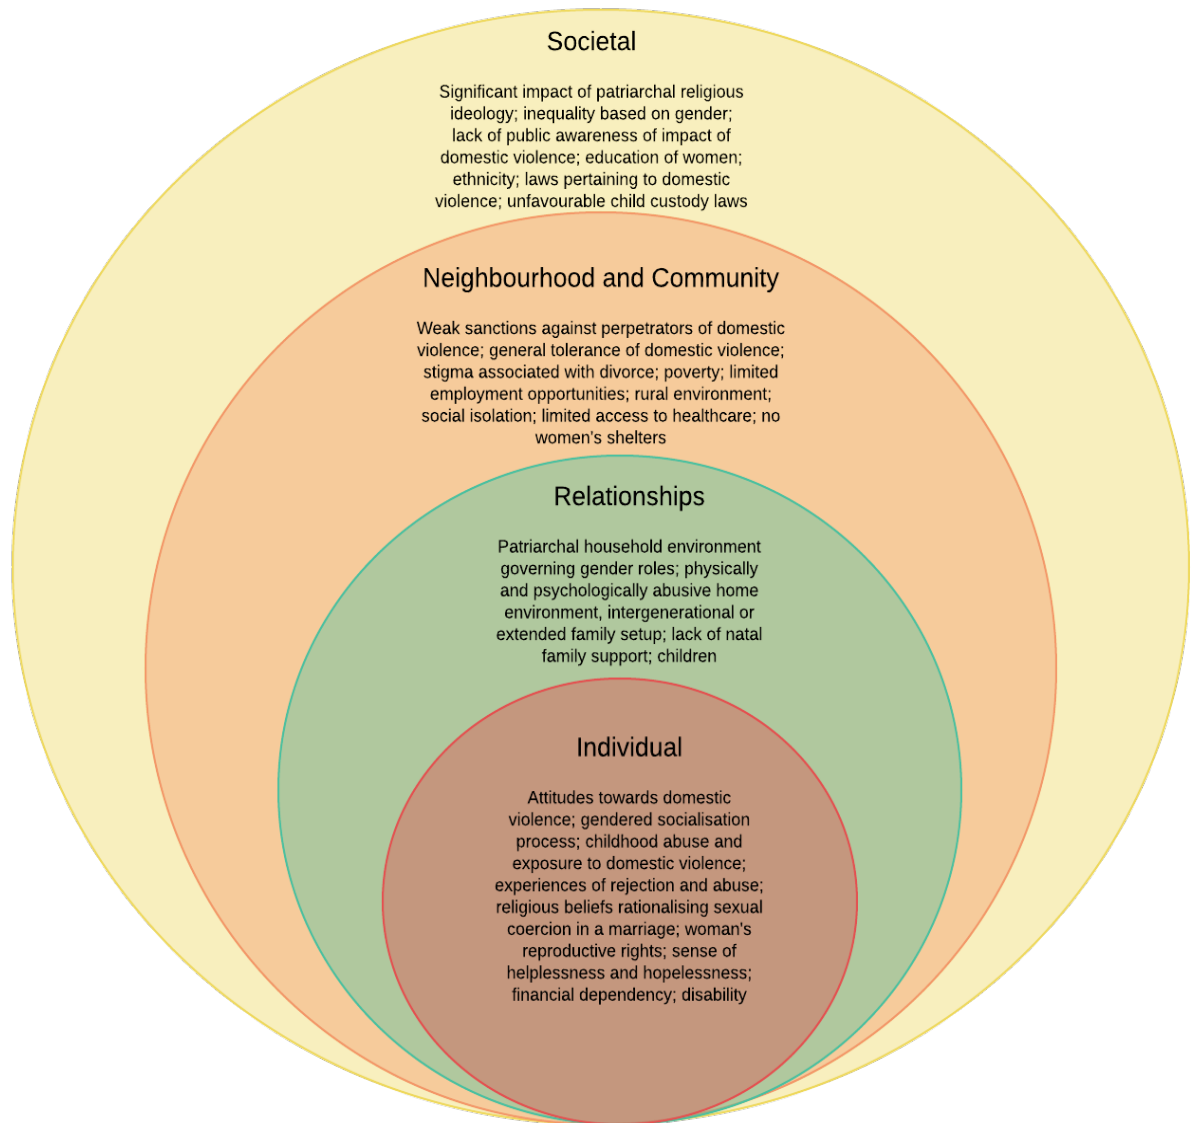 Societal
Significant impact of patriarchal religious
ideology; inequality based on gender;
lack of public awareness of impact of
domestic violence; education of women;
ethnicity; laws pertaining to domestic
violence; unfavourable child custody laws
Neighbourhood and Community
Weak sanctions against perpetrators of domestic
violence; general tolerance of domestic violence;
stigma associated with divorce; poverty; limited
employment opportunities; rural environment;
social isolation; limited access to healthcare; no
women's shelters
Relationships
Patriarchal household environment
governing gender roles; physically
and psychologically abusive home
environment, intergenerational or
extended family setup; lack of natal
family support; children
Individual
Attitudes towards domestic
violence; gendered socialisation
process; childhood abuse and
exposure to domestic violence;
experiences of rejection and abuse;
religious beliefs rationalising sexual
coercion in a marriage; woman's
reproductive rights; sense of
helplessness and hopelessness;
financial dependency; disability